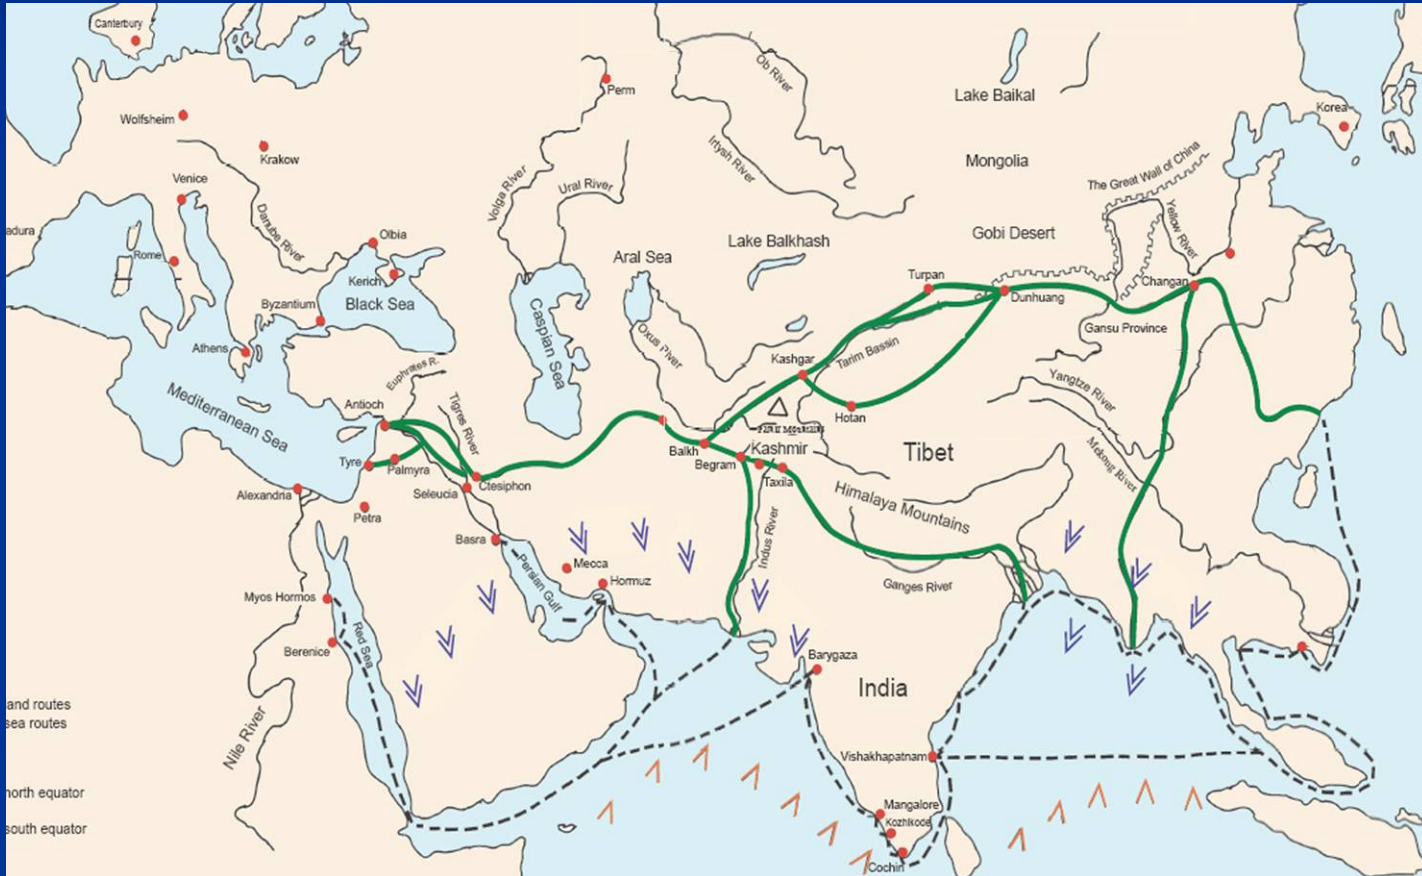 Canterbury
Perm
Ob River
Lake Baikal
Korea
Wolfsheim
Krakow
Irtysh River
Mongolia
The Great Wall of China
Venice
Volga River
Ural River
adura
Danube River
Olbia
Lake Balkhash
Gobi Desert
Yellow River
Rome
Aral Sea
Kerich
Turpan
Changan
Byzantium
Black Sea
Caspian Sea
Dunhuang
Gansu Province
Athens
Oxus River
Tarim Bassin
Kashgar
Euphrates R.
Mediterranean Sea
Antioch
Tigres River
Hotan
Yangtze River
Balkh
Kashmir
Tibet
Mekong River
Tyre
Palmyra
Begram
Taxila
Seleucia
Ctesiphon
Alexandria
Petra
Himalaya Mountains
Basra
Indus River
Mecca
Persian Gulf
Hormuz
Ganges River
Myos Hormos
Red Sea
Berenice
Barygaza
India
and routes
sea routes
Nile River
Vishakhapatnam
north equator
Mangalore
Kozhikode
south equator
Cochin